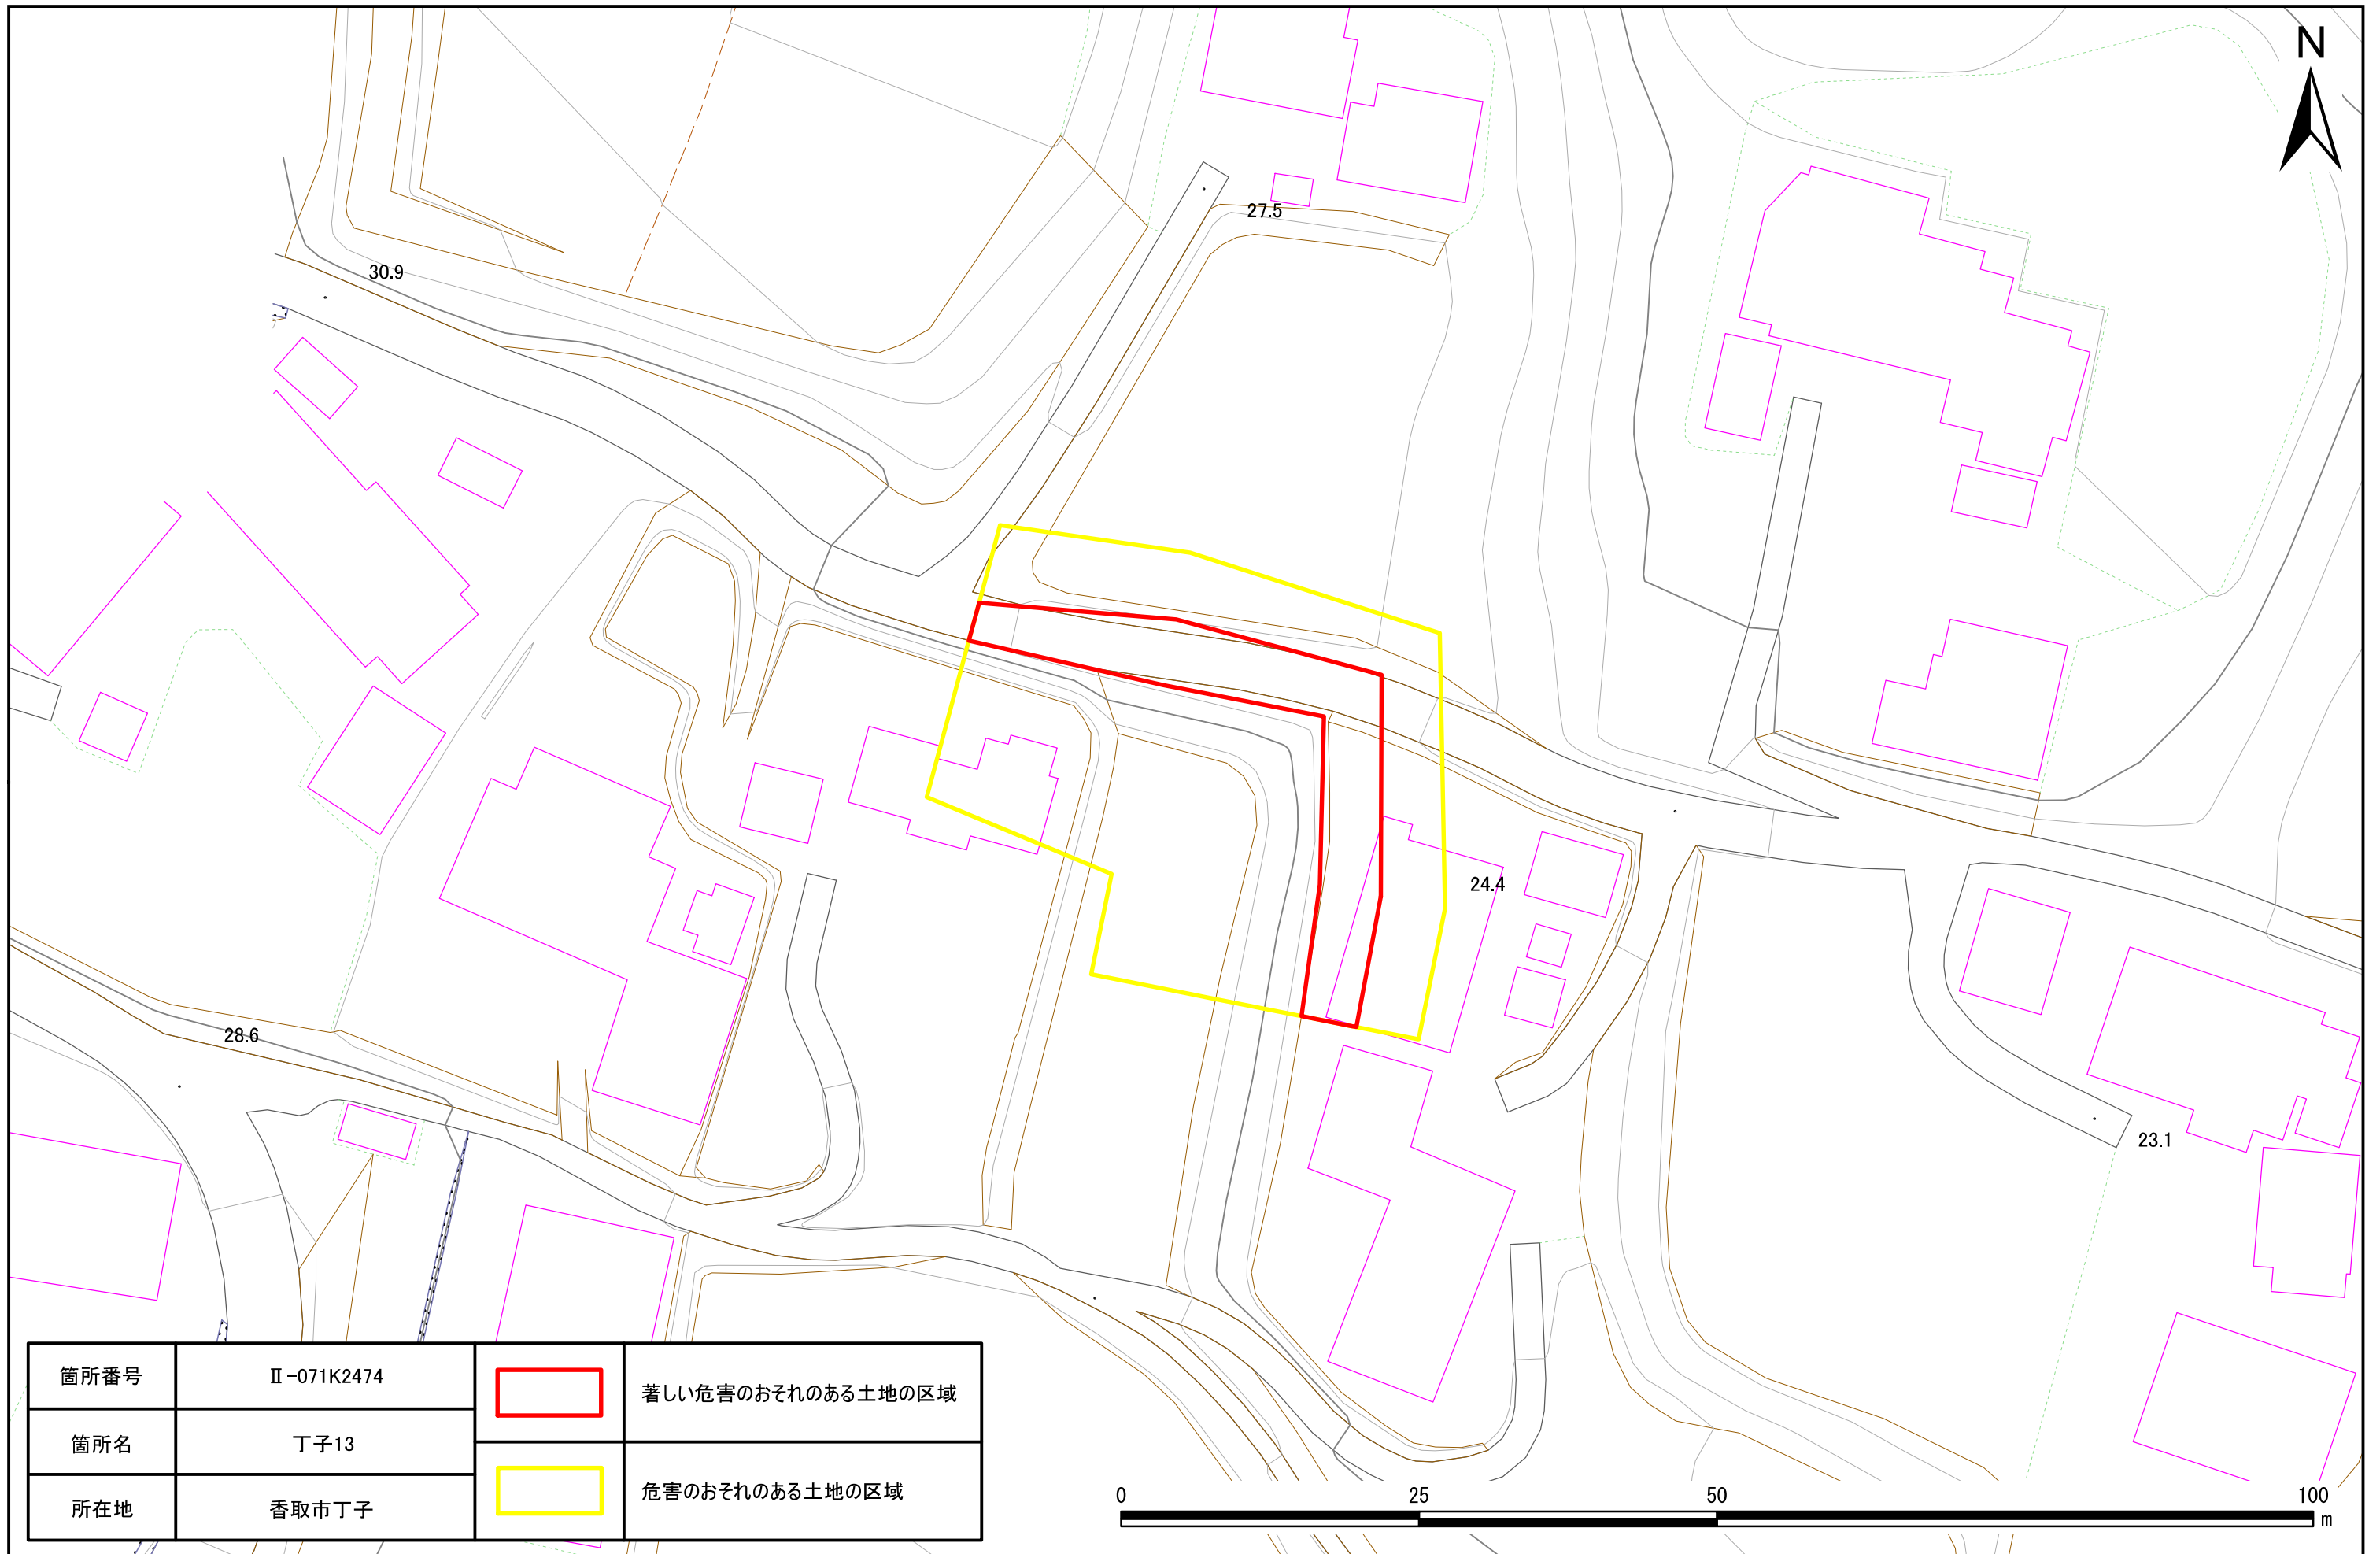 N
27.5
30.9
24.4
28.6
23.1
箇所番号 Ⅱ-071K2474
箇所名 丁子13
所在地 香取市丁子
著しい危害のおそれのある土地の区域
危害のおそれのある土地の区域
0 25 50 100
m